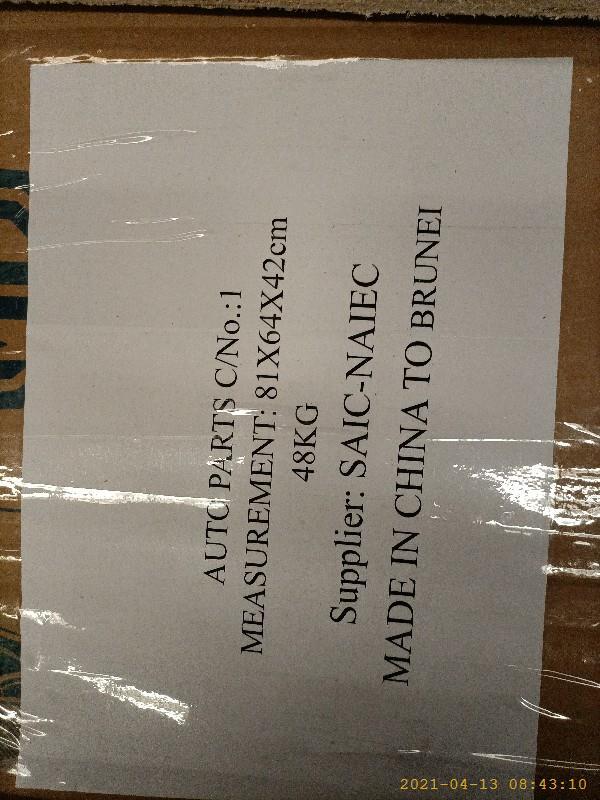 AUTO PARTS C/No.:1
MEASUREMENT: 81X64X42cm
48KG
Supplier: SAIC-NAIEC
MADE IN CHINA TO BRUNEI
2021-04-13 08:43:10